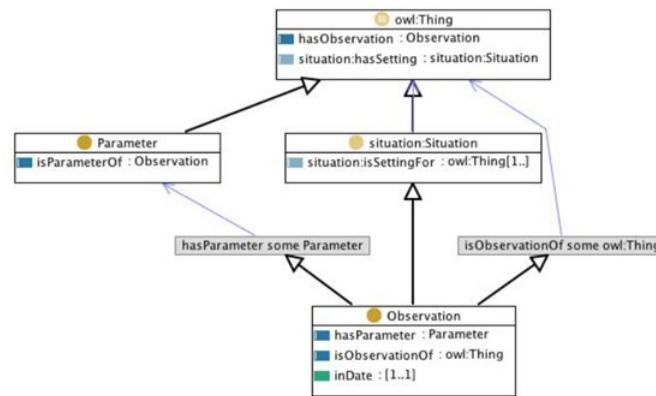 owl:Thing
hasObservation : Observation
situation:hasSetting : situation:Situation
Parameter
isParameterOf : Observation
situation:Situation
situation:isSettingFor : owl:Thing[1..]
hasParameter some Parameter
isObservationOf some owl:Thing
Observation
hasParameter : Parameter
isObservationOf : owl:Thing
inDate : [1..1]